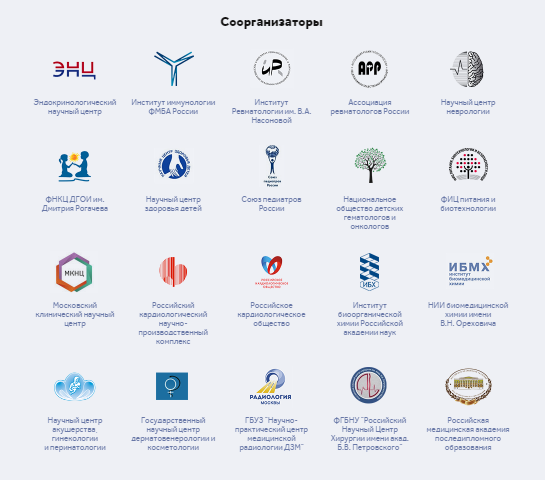 Соорганизаторы
ЭНЦ
АРР
Эндокринологический
научный центр
Институт иммунологии
ФМБА России
Институт
Ревматологии им. В.А.
Насоновой
Ассоциация
ревматологов России
Научный центр
неврологии
Союз
педиатров
России
ФНКЦ ДГОИ им.
Дмитрия Рогачева
Научный центр
здоровья детей
Союз педиатров
России
Национальное
общество детских
гематологов и
онкологов
ФИЦ питания и
биотехнологии
МКНЦ
РОССИЙСКОЕ
КАРДИОЛОГИЧЕСКОЕ
ОБЩЕСТВО
ИБХ
ИБМХ
институт
биомедицинской
химии
Московский
клинический научный
центр
Российский
кардиологический
научно-
производственный
комплекс
Российское
кардиологическое
общество
Институт
биоорганической
химии Российской
академии наук
НИИ биомедицинской
химии имени
В.Н. Ореховича
РАДИОЛОГИЯ
МОСКВЫ
Научный центр
акушерства,
гинекологии
и перинатологии
Государственный
научный центр
дерматовенерологии и
косметологии
ГБУЗ "Научно-
практический центр
медицинской
радиологии ДЗМ"
ФГБНУ "Российский
Научный Центр
Хирургии имени акад.
Б.В. Петровского"
Российская
медицинская академия
последипломного
образования